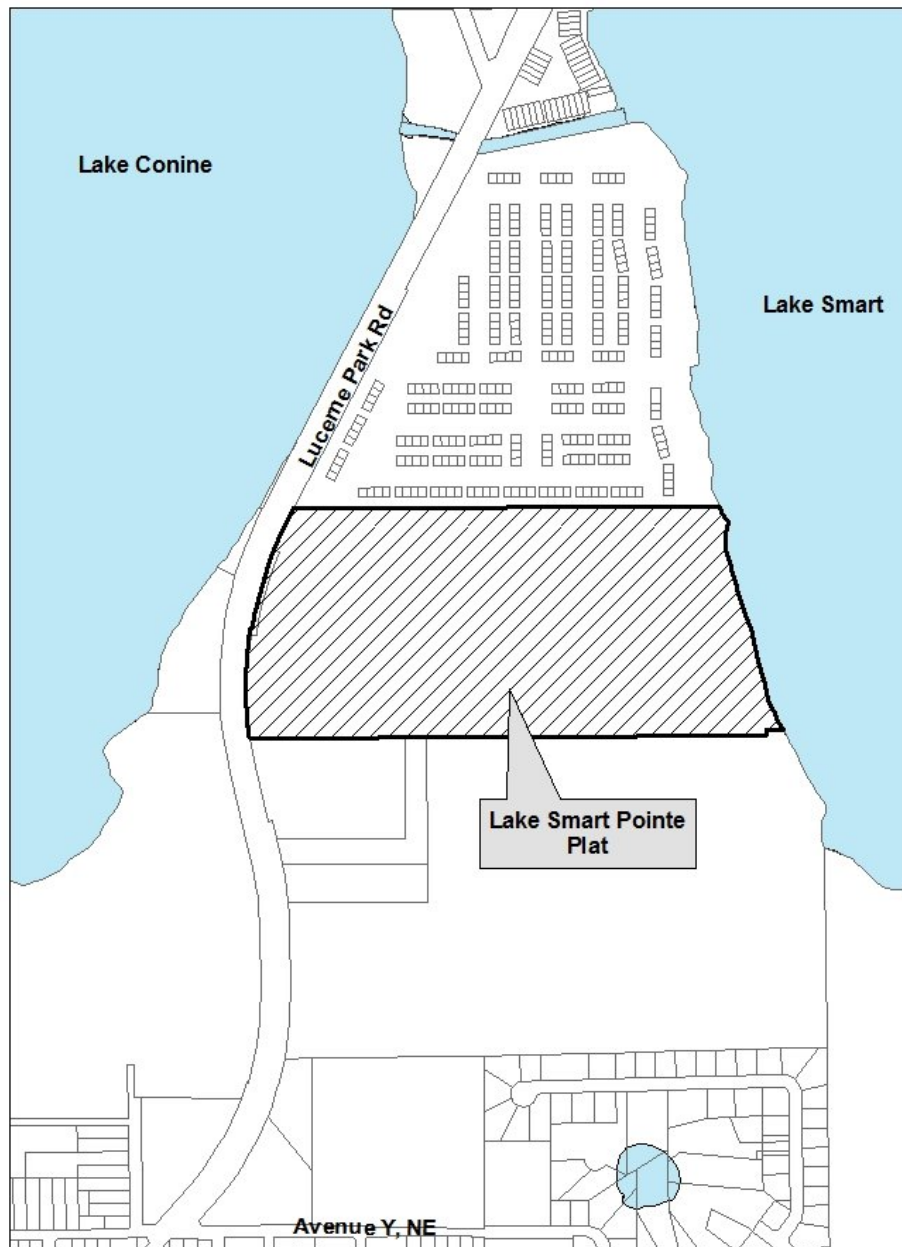 Lake Conine
Lake Smart
Lucerne Park Rd
Lake Smart Pointe
Plat
Avenue Y, NE